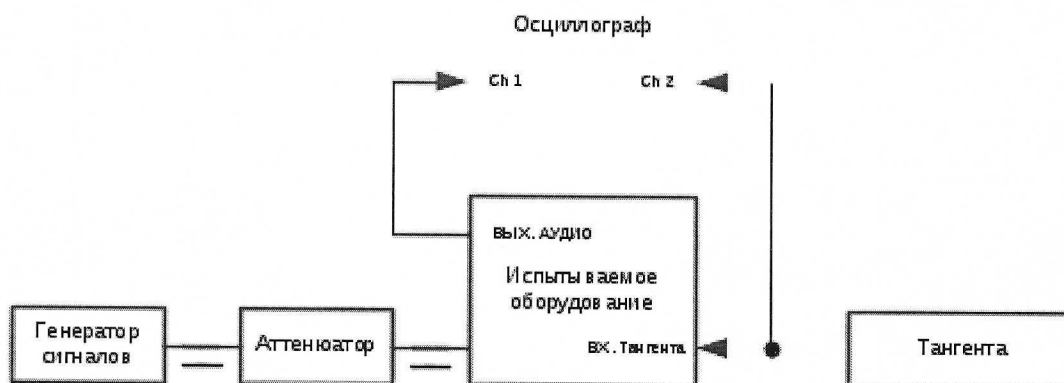 Осциллограф
Ch 1
Ch 2
ВЫХ. АУДИО
Испытываемое
оборудование
ВХ. Тангента
Генератор
сигналов
Аттенюатор
Тангента